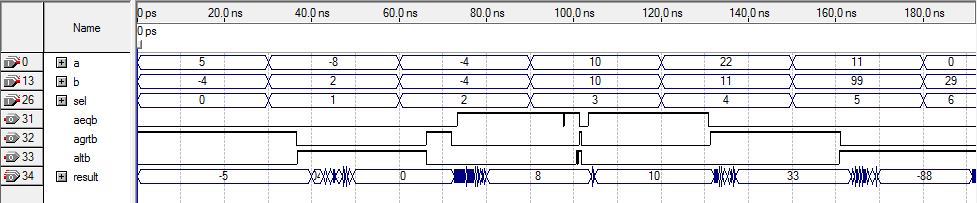 0 ps 20.0 ns 40.0 ns 60.0 ns 80.0 ns 100.0 ns 120.0 ns 140.0 ns 160.0 ns 180.0 ns
Name
0 ps
0 a 5 -8 -4 10 22 11 0
13 b -4 2 -4 10 11 99 29
26 sel 0 1 2 3 4 5 6
31 aeqb
32 agrtb
33 altb
34 result -5 0 8 10 33 -88